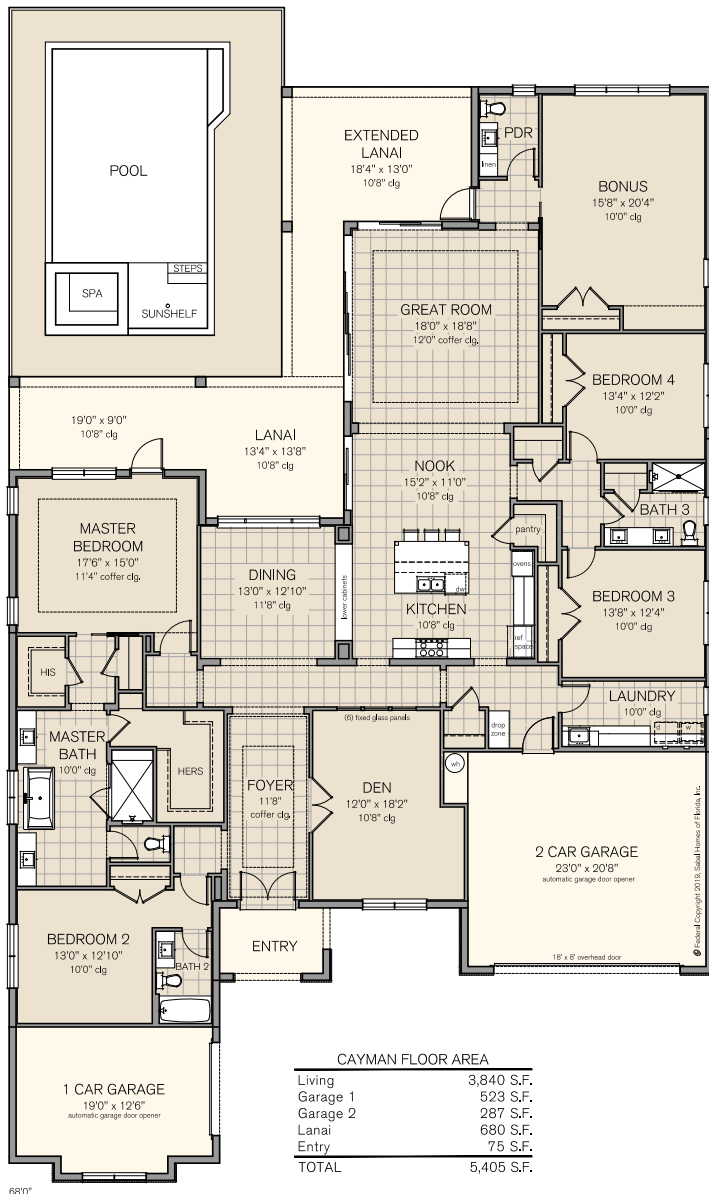 POOL
SPA
STEPS
SUNSHELF
EXTENDED
LANAI
18'4" x 13'0"
10'8" clg
PDR
linen
BONUS
15'8" x 20'4"
10'0" clg
GREAT ROOM
18'0" x 18'8"
12'0" coffer clg.
BEDROOM 4
13'4" x 12'2"
10'0" clg
19'0" x 9'0"
10'8" clg
LANAI
13'4" x 13'8"
10'8" clg
NOOK
15'2" x 11'0"
10'8" clg
BATH 3
MASTER
BEDROOM
17'6" x 15'0"
11'4" coffer clg.
DINING
13'0" x 12'10"
11'8" clg
lower cabinets
pantry
ovens
dw
KITCHEN
10'8" clg
ref
space
BEDROOM 3
13'8" x 12'4"
10'0" clg
HIS
LAUNDRY
10'0" clg
d
w
MASTER
BATH
10'0" clg
HERS
FOYER
11'8"
coffer clg.
(6) fixed glass panels
DEN
12'0" x 18'2"
10'8" clg
drop
zone
wh
2 CAR GARAGE
23'0" x 20'8"
automatic garage door opener
18' x 8' overhead door
© Federal Copyright 2019, Sabal Homes of Florida, Inc.
BEDROOM 2
13'0" x 12'10"
10'0" clg
BATH 2
ENTRY
1 CAR GARAGE
19'0" x 12'6"
automatic garage door opener
CAYMAN FLOOR AREA
Living 3,840 S.F.
Garage 1 523 S.F.
Garage 2 287 S.F.
Lanai 680 S.F.
Entry 75 S.F.
TOTAL 5,405 S.F.
68'0"